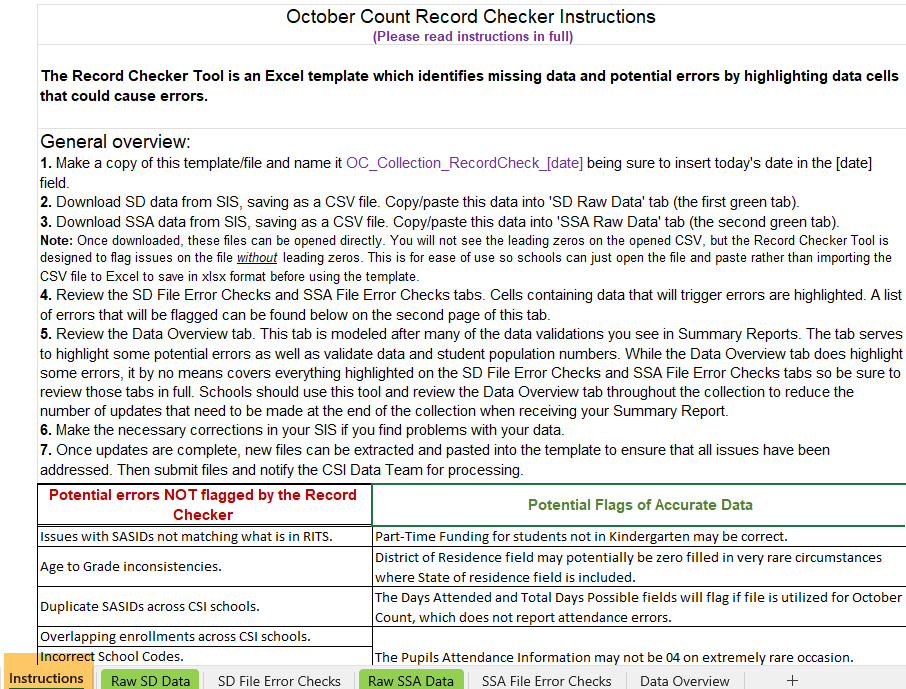 October Count Record Checker Instructions
(Please read instructions in full)
The Record Checker Tool is an Excel template which identifies missing data and potential errors by highlighting data cells
that could cause errors.
General overview:
1. Make a copy of this template/file and name it OC_Collection_RecordCheck_[date] being sure to insert today's date in the [date]
field.
2. Download SD data from SIS, saving as a CSV file. Copy/paste this data into 'SD Raw Data' tab (the first green tab).
3. Download SSA data from SIS, saving as a CSV file. Copy/paste this data into 'SSA Raw Data' tab (the second green tab).
Note: Once downloaded, these files can be opened directly. You will not see the leading zeros on the opened CSV, but the Record Checker Tool is
designed to flag issues on the file without leading zeros. This is for ease of use so schools can just open the file and paste rather than importing the
CSV file to Excel to save in xlsx format before using the template.
4. Review the SD File Error Checks and SSA File Error Checks tabs. Cells containing data that will trigger errors are highlighted. A list
of errors that will be flagged can be found below on the second page of this tab.
5. Review the Data Overview tab. This tab is modeled after many of the data validations you see in Summary Reports. The tab serves
to highlight some potential errors as well as validate data and student population numbers. While the Data Overview tab does highlight
some errors, it by no means covers everything highlighted on the SD File Error Checks and SSA File Error Checks tabs so be sure to
review those tabs in full. Schools should use this tool and review the Data Overview tab throughout the collection to reduce the
number of updates that need to be made at the end of the collection when receiving your Summary Report.
6. Make the necessary corrections in your SIS if you find problems with your data.
7. Once updates are complete, new files can be extracted and pasted into the template to ensure that all issues have been
addressed. Then submit files and notify the CSI Data Team for processing.
Potential errors NOT flagged by the Record
Checker
Potential Flags of Accurate Data
Issues with SASIDs not matching what is in RITS.
Part-Time Funding for students not in Kindergarten may be correct.
Age to Grade inconsistencies.
District of Residence field may potentially be zero filled in very rare circumstances
where State of residence field is included.
Duplicate SASIDs across CSI schools.
The Days Attended and Total Days Possible fields will flag if file is utilized for October
Count, which does not report attendance errors.
Overlapping enrollments across CSI schools.
Incorrect School Codes.
The Pupils Attendance Information may not be 04 on extremely rare occasion.
Instructions
Raw SD Data
SD File Error Checks
Raw SSA Data
SSA File Error Checks
Data Overview
+